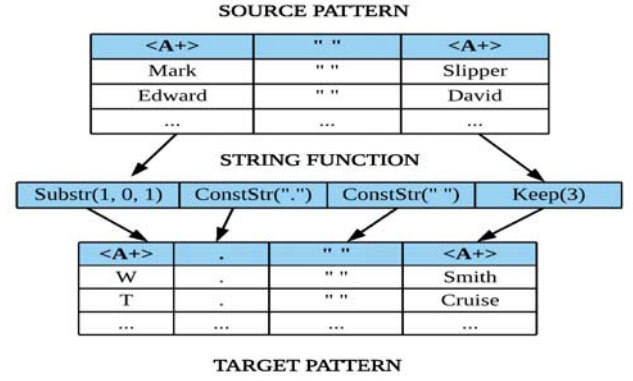 SOURCE PATTERN
<A+> " " <A+>
Mark " " Slipper
Edward " " David
... ... ...
STRING FUNCTION
Substr(1, 0, 1) ConstStr(".") ConstStr(" ") Keep(3)
<A+> . " " <A+>
W . " " Smith
T . " " Cruise
... ... ... ...
TARGET PATTERN